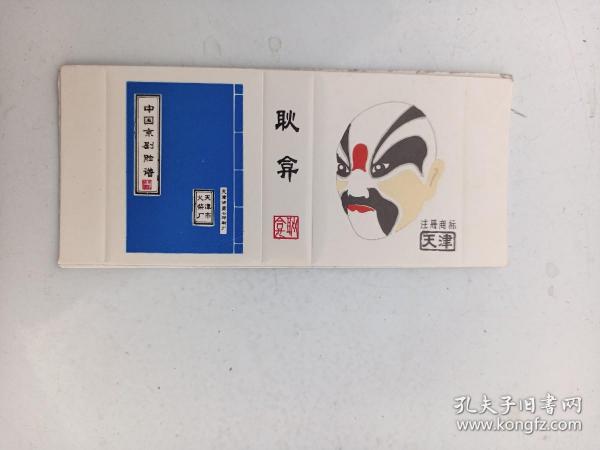 中国京剧脸谱
天津市
火柴厂
耿弇
注册商标
天津
孔夫子旧书网
www.kongfz.com